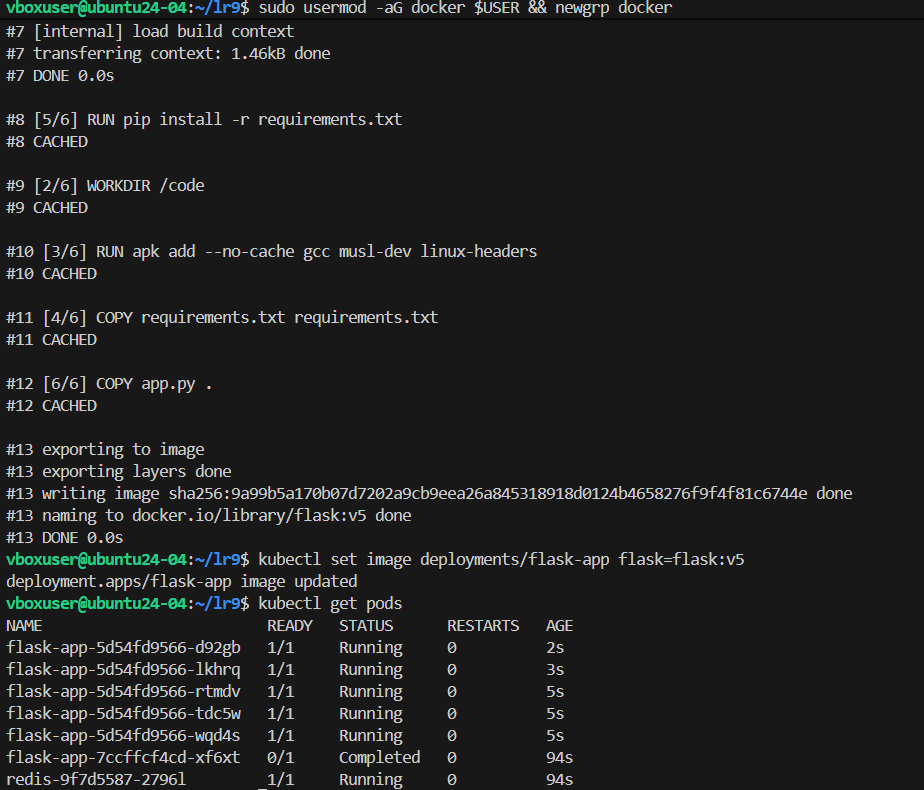 vboxuser@ubuntu24-04:~/lr9$ sudo usermod -aG docker $USER && newgrp docker
#7 [internal] load build context
#7 transferring context: 1.46kB done
#7 DONE 0.0s
#8 [5/6] RUN pip install -r requirements.txt
#8 CACHED
#9 [2/6] WORKDIR /code
#9 CACHED
#10 [3/6] RUN apk add --no-cache gcc musl-dev linux-headers
#10 CACHED
#11 [4/6] COPY requirements.txt requirements.txt
#11 CACHED
#12 [6/6] COPY app.py .
#12 CACHED
#13 exporting to image
#13 exporting layers done
#13 writing image sha256:9a99b5a170b07d7202a9cb9eea26a845318918d0124b4658276f9f4f81c6744e done
#13 naming to docker.io/library/flask:v5 done
#13 DONE 0.0s
vboxuser@ubuntu24-04:~/lr9$ kubectl set image deployments/flask-app flask=flask:v5
deployment.apps/flask-app image updated
vboxuser@ubuntu24-04:~/lr9$ kubectl get pods
NAME READY STATUS RESTARTS AGE
flask-app-5d54fd9566-d92gb 1/1 Running 0 2s
flask-app-5d54fd9566-lkhrq 1/1 Running 0 3s
flask-app-5d54fd9566-rtmdv 1/1 Running 0 5s
flask-app-5d54fd9566-tdc5w 1/1 Running 0 5s
flask-app-5d54fd9566-wqd4s 1/1 Running 0 5s
flask-app-7ccffcf4cd-xf6xt 0/1 Completed 0 94s
redis-9f7d5587-2796l 1/1 Running 0 94s